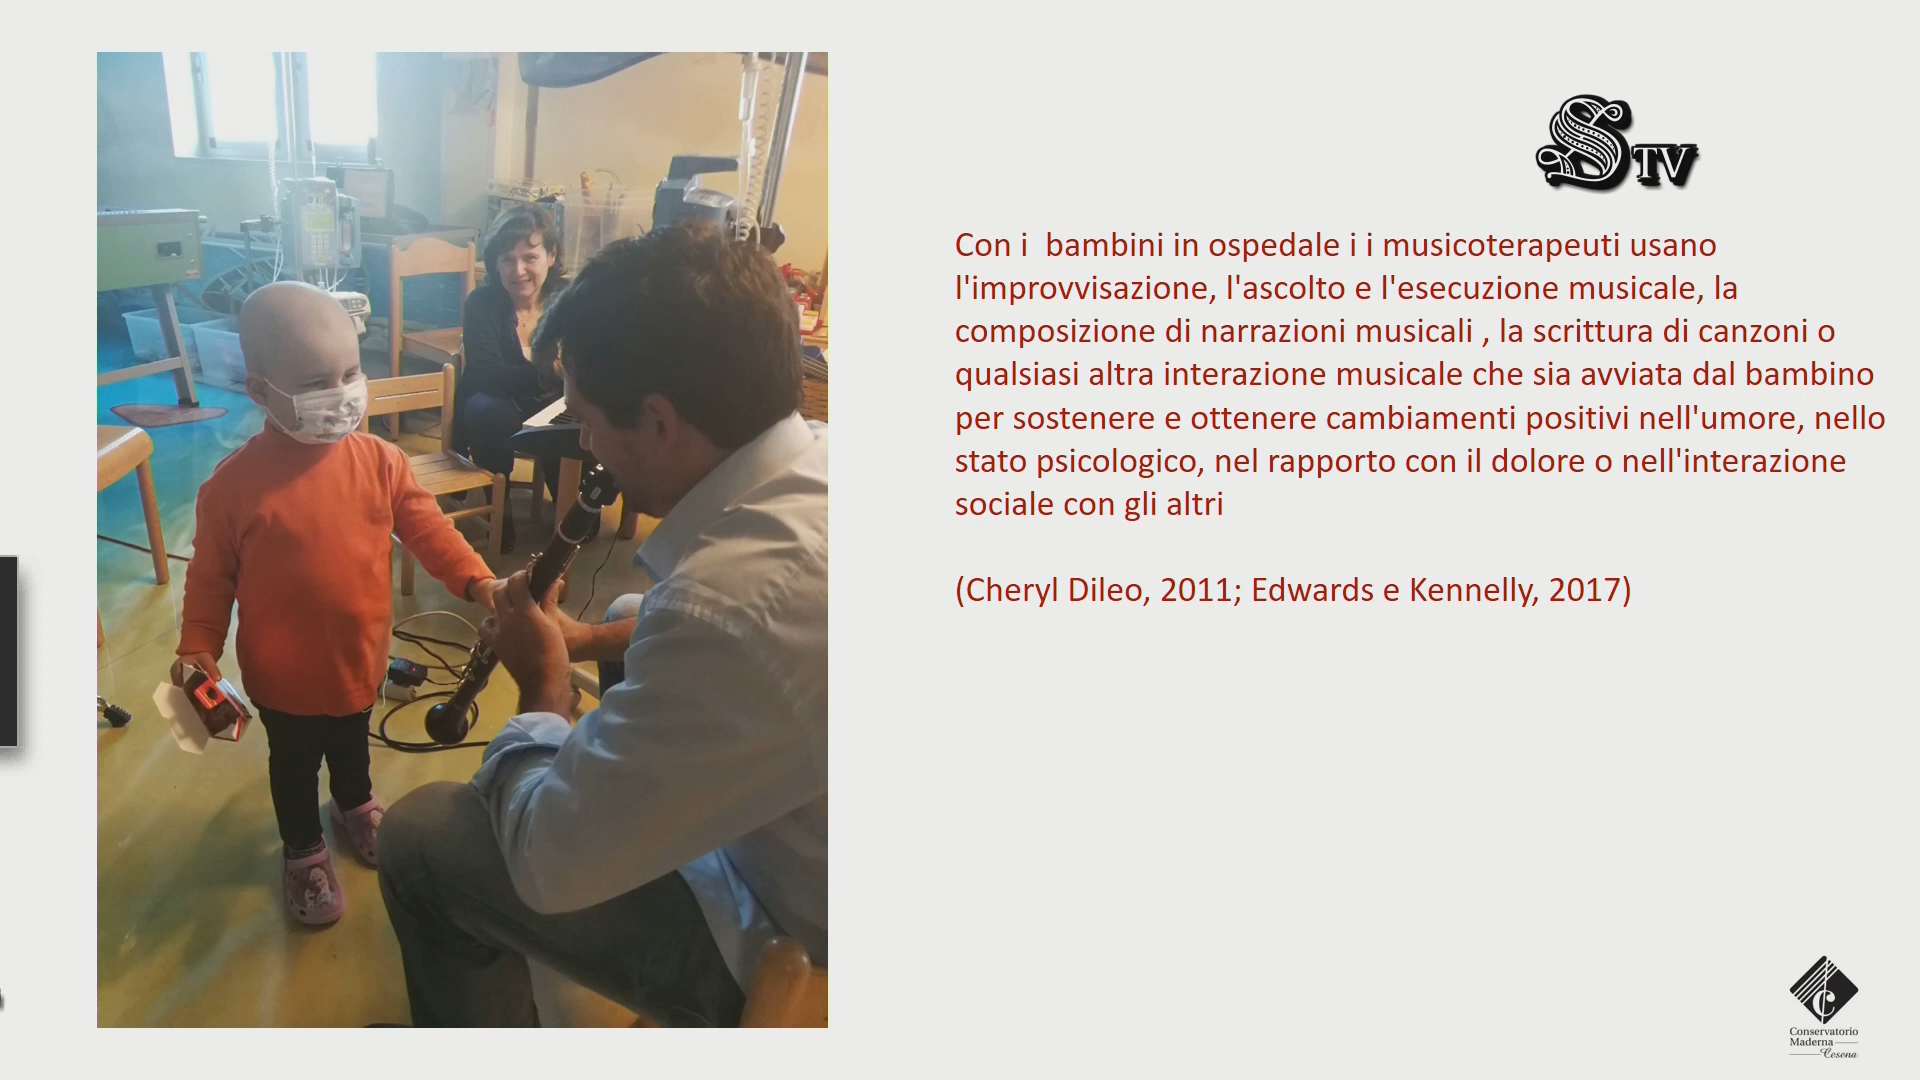 STV
Con i  bambini in ospedale i i musicoterapeuti usano
l'improvvisazione, l'ascolto e l'esecuzione musicale, la
composizione di narrazioni musicali , la scrittura di canzoni o
qualsiasi altra interazione musicale che sia avviata dal bambino
per sostenere e ottenere cambiamenti positivi nell'umore, nello
stato psicologico, nel rapporto con il dolore o nell'interazione
sociale con gli altri
(Cheryl Dileo, 2011; Edwards e Kennelly, 2017)
Conservatorio
Maderna
Cesena